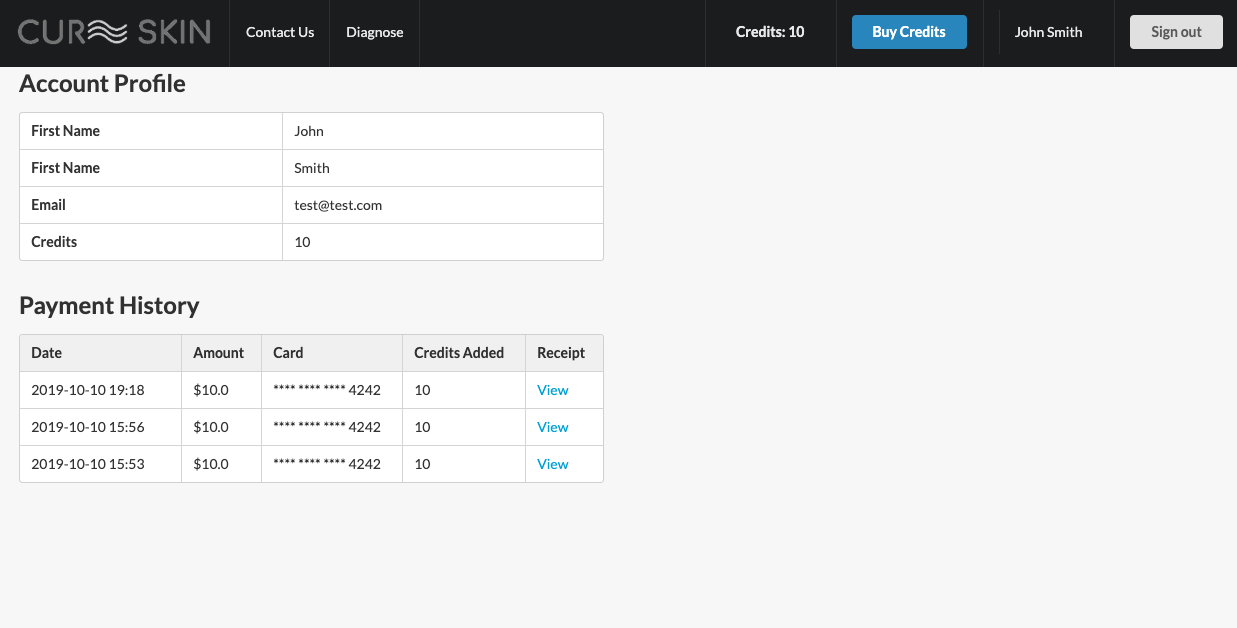 CURE SKIN Contact Us Diagnose Credits: 10 Buy Credits John Smith Sign out
Account Profile
First Name John
First Name Smith
Email test@test.com
Credits 10
Payment History
Date Amount Card Credits Added Receipt
2019-10-10 19:18 $10.0 **** **** **** 4242 10 View
2019-10-10 15:56 $10.0 **** **** **** 4242 10 View
2019-10-10 15:53 $10.0 **** **** **** 4242 10 View